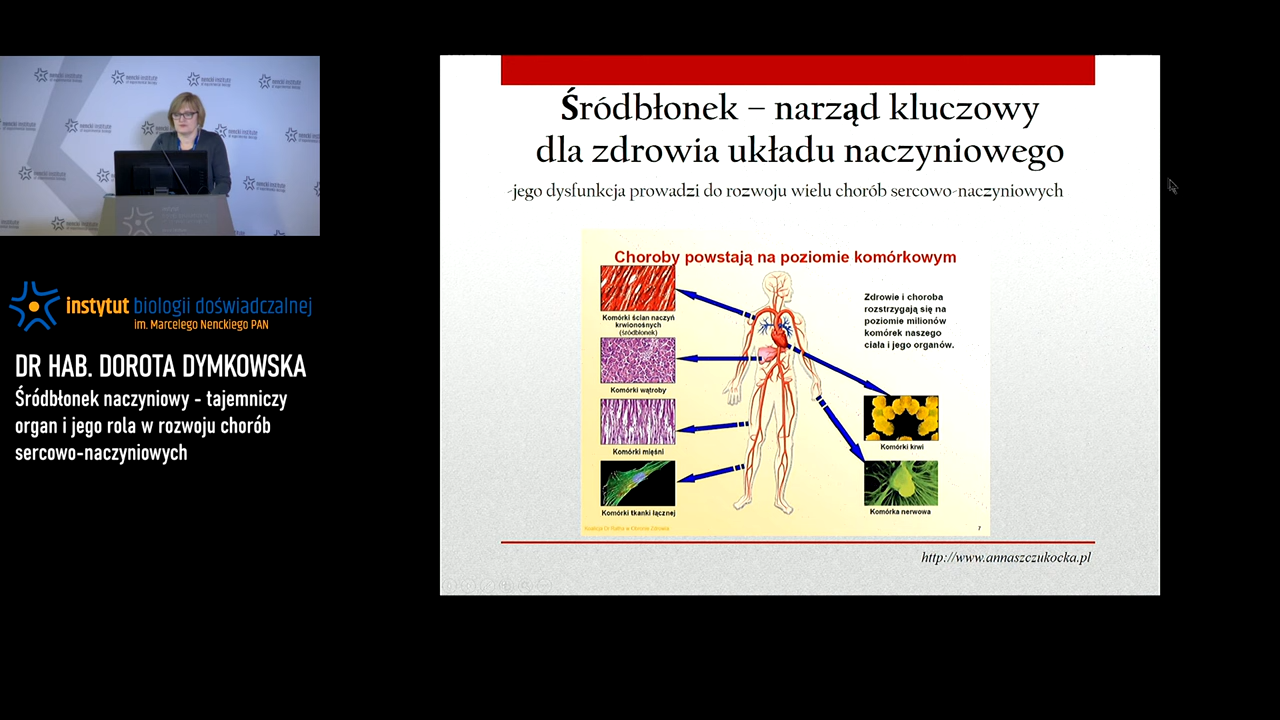 nencki institute
instytut biologii doświadczalnej
im. Marcelego Nenckiego PAN
DR HAB. DOROTA DYMKOWSKA
Śródbłonek naczyniowy - tajemniczy
organ i jego rola w rozwoju chorób
sercowo-naczyniowych
Śródbłonek – narząd kluczowy
dla zdrowia układu naczyniowego
-jego dysfunkcja prowadzi do rozwoju wielu chorób sercowo-naczyniowych
Choroby powstają na poziomie komórkowym
Komórki ścian naczyń
krwionośnych
(śródbłonek)
Komórki wątroby
Komórki mięśni
Komórki tkanki łącznej
Zdrowie i choroba
rozstrzygają się na
poziomie milionów
komórek naszego
ciała i jego organów.
Komórki krwi
Komórka nerwowa
7
http://www.annaszczukocka.pl